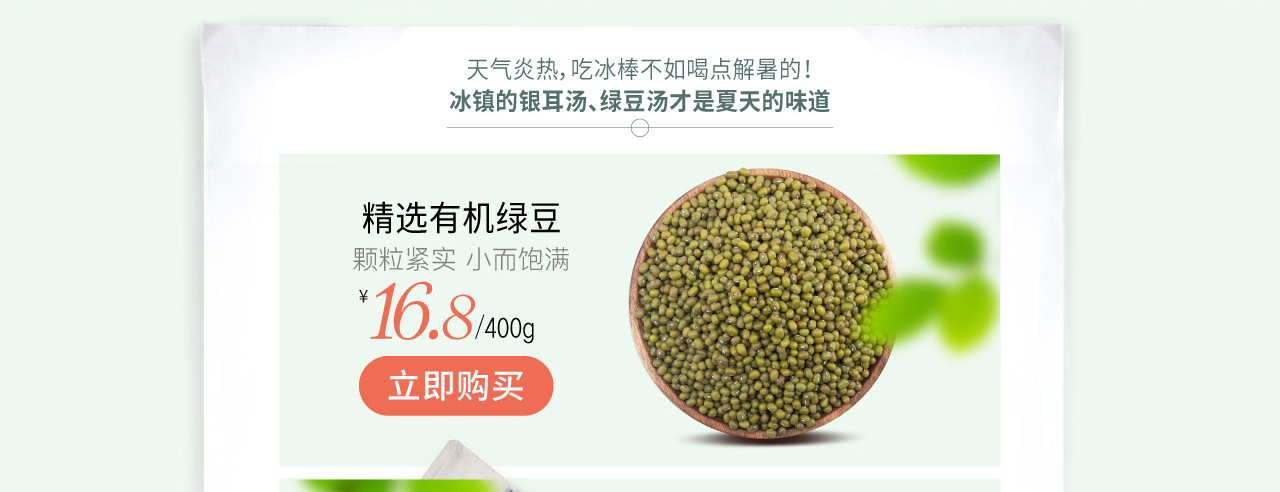 天气炎热,吃冰棒不如喝点解暑的!
冰镇的银耳汤、绿豆汤才是夏天的味道
精选有机绿豆
颗粒紧实 小而饱满
¥16.8/400g
立即购买